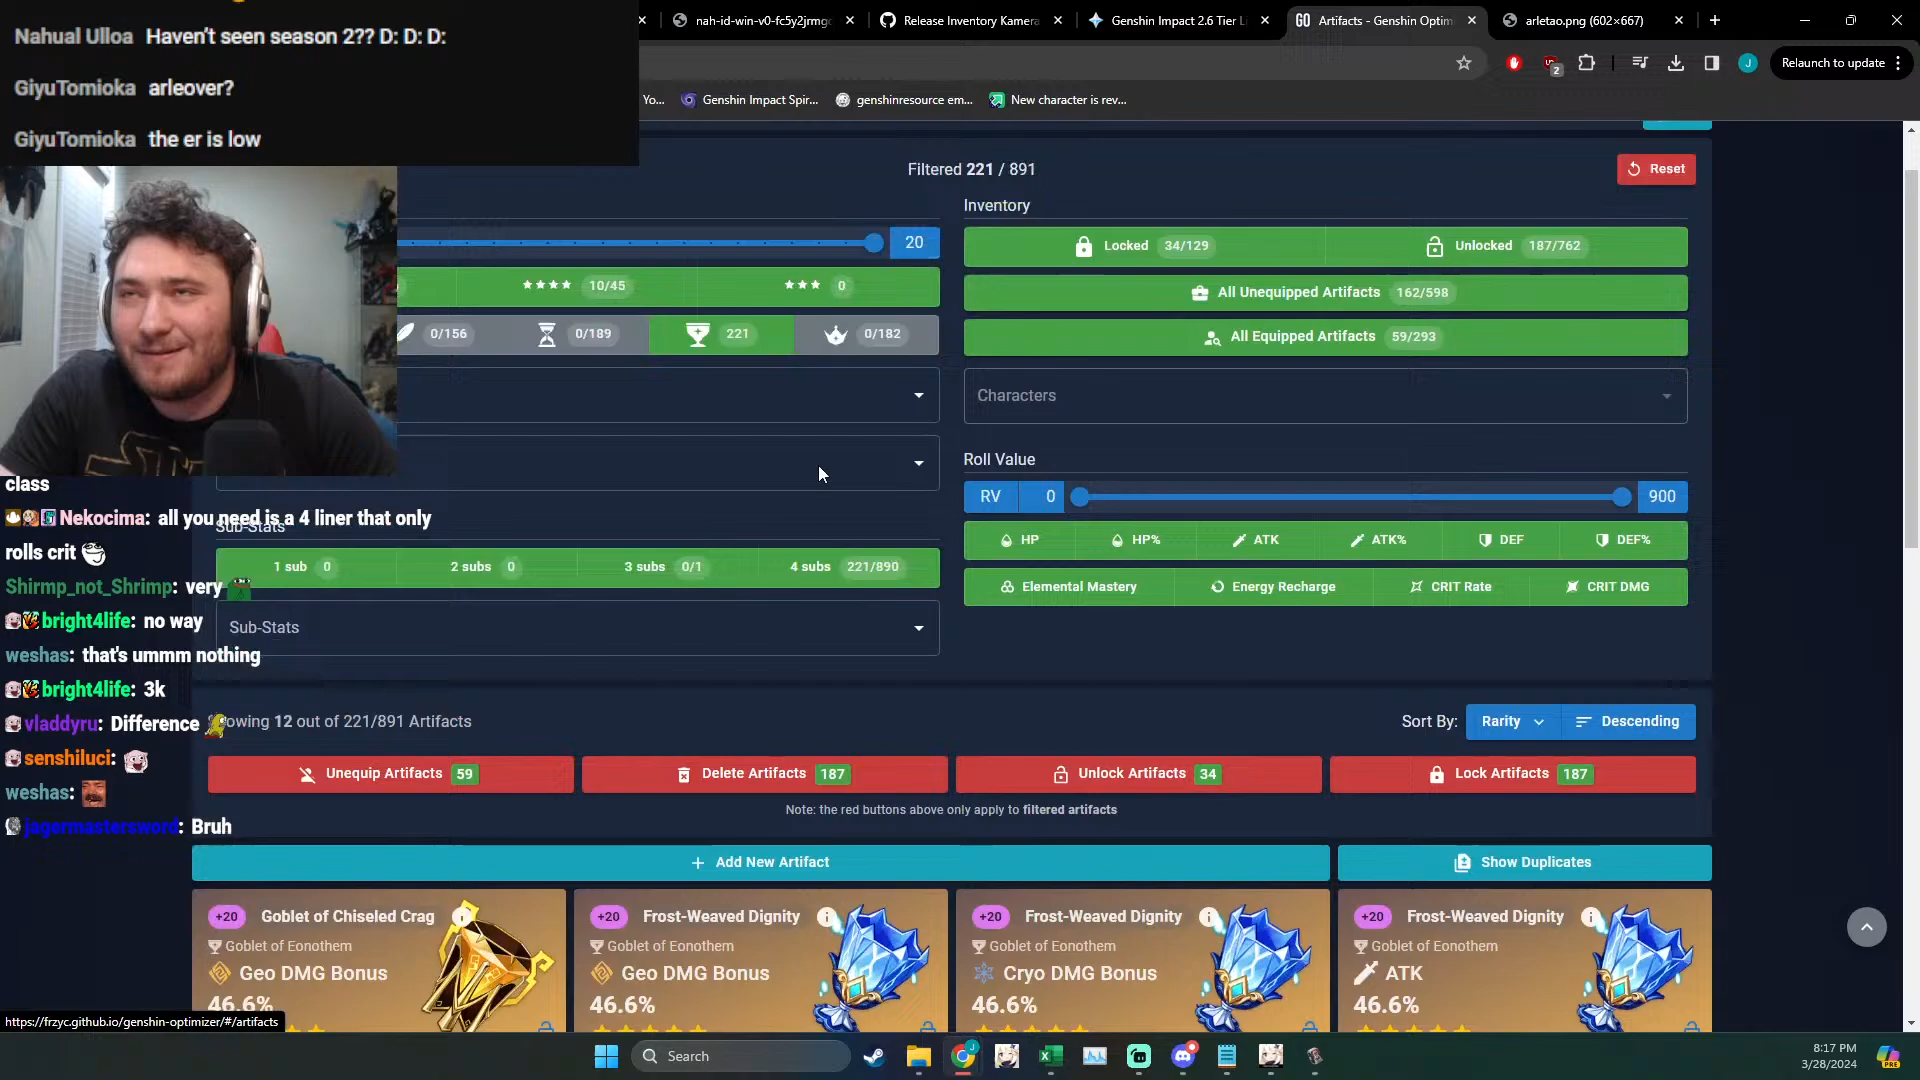 Nahual Ulloa Haven't seen season 2?? D: D: D:
GiyuTomioka arleover?
GiyuTomioka the er is low
nah-id-win-v0-fc5y2jrmgc
Release Inventory Kamera
Genshin Impact 2.6 Tier Li
GO Artifacts - Genshin Optim
arletao.png (602×667)
2
J
Relaunch to update
Yo...
Genshin Impact Spir...
genshinresource em...
New character is rev...
Filtered 221 / 891
Reset
20
10/45
0
0/156
0/189
221
0/182
Inventory
Locked 34/129
Unlocked 187/762
All Unequipped Artifacts 162/598
All Equipped Artifacts 59/293
Characters
Roll Value
RV 0
900
HP
HP%
ATK
ATK%
DEF
DEF%
Elemental Mastery
Energy Recharge
CRIT Rate
CRIT DMG
Sub-Stats
1 sub 0
2 subs 0
3 subs 0/1
4 subs 221/890
Sub-Stats
class
Nekocima: all you need is a 4 liner that only
rolls crit
Shirmp_not_Shrimp: very
bright4life: no way
weshas: that's ummm nothing
bright4life: 3k
vladdyru: Difference
senshiluci:
weshas:
jagermastersword: Bruh
owing 12 out of 221/891 Artifacts
Sort By: Rarity Descending
Unequip Artifacts 59
Delete Artifacts 187
Unlock Artifacts 34
Lock Artifacts 187
Note: the red buttons above only apply to filtered artifacts
Add New Artifact
Show Duplicates
+20 Goblet of Chiseled Crag
Goblet of Eonothem
Geo DMG Bonus
46.6%
+20 Frost-Weaved Dignity
Goblet of Eonothem
Geo DMG Bonus
46.6%
+20 Frost-Weaved Dignity
Goblet of Eonothem
Cryo DMG Bonus
46.6%
+20 Frost-Weaved Dignity
Goblet of Eonothem
ATK
46.6%
https://frzyc.github.io/genshin-optimizer/#/artifacts
Search
8:17 PM
3/28/2024
PRE